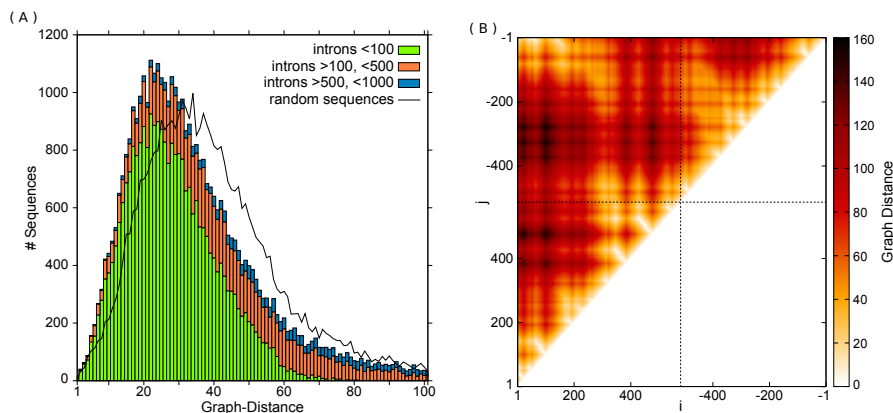 ( A )
1200
1000
800
600
400
200
0
# Sequences
introns <100
introns >100, <500
introns >500, <1000
random sequences
1 20 40 60 80 100
Graph-Distance
( B )
-1
-200
-400
400
200
1
j
1 200 400 -400 -200 -1
i
160
140
120
100
80
60
40
20
0
Graph Distance